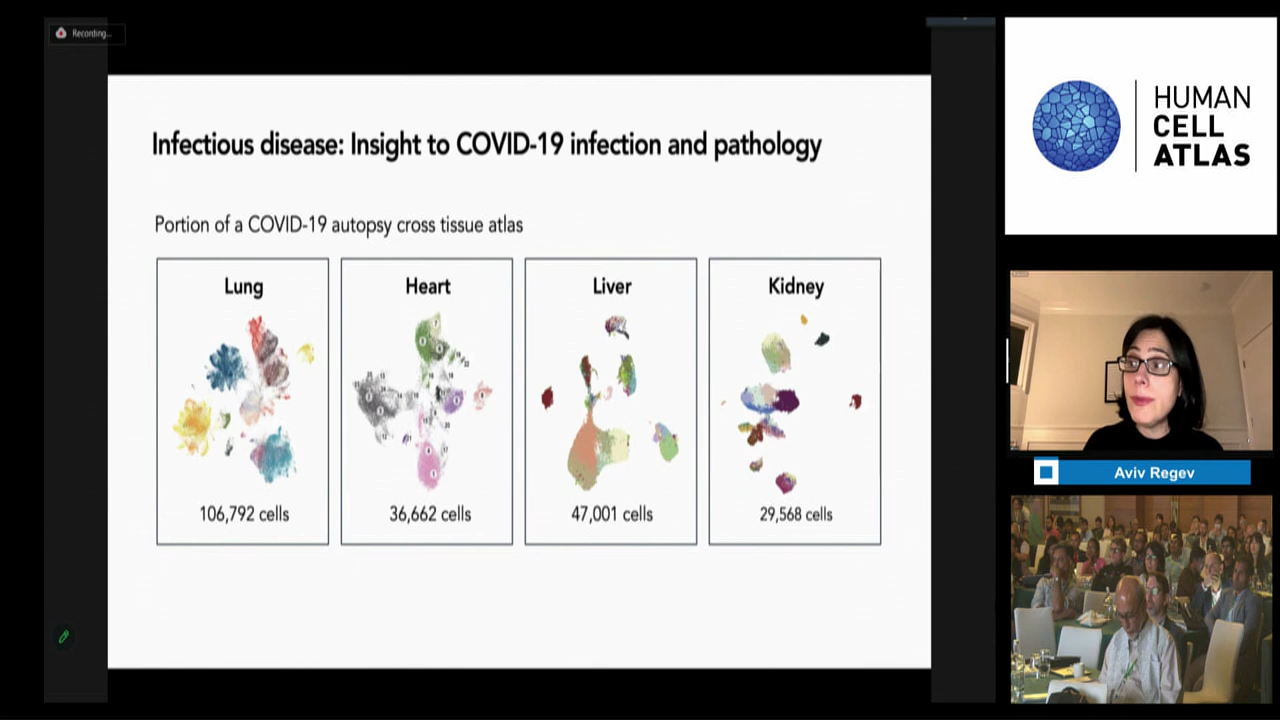 Recording...
Infectious disease: Insight to COVID-19 infection and pathology
Portion of a COVID-19 autopsy cross tissue atlas
Lung
Heart
Liver
Kidney
106,792 cells
36,662 cells
47,001 cells
29,568 cells
HUMAN
CELL
ATLAS
Aviv Regev